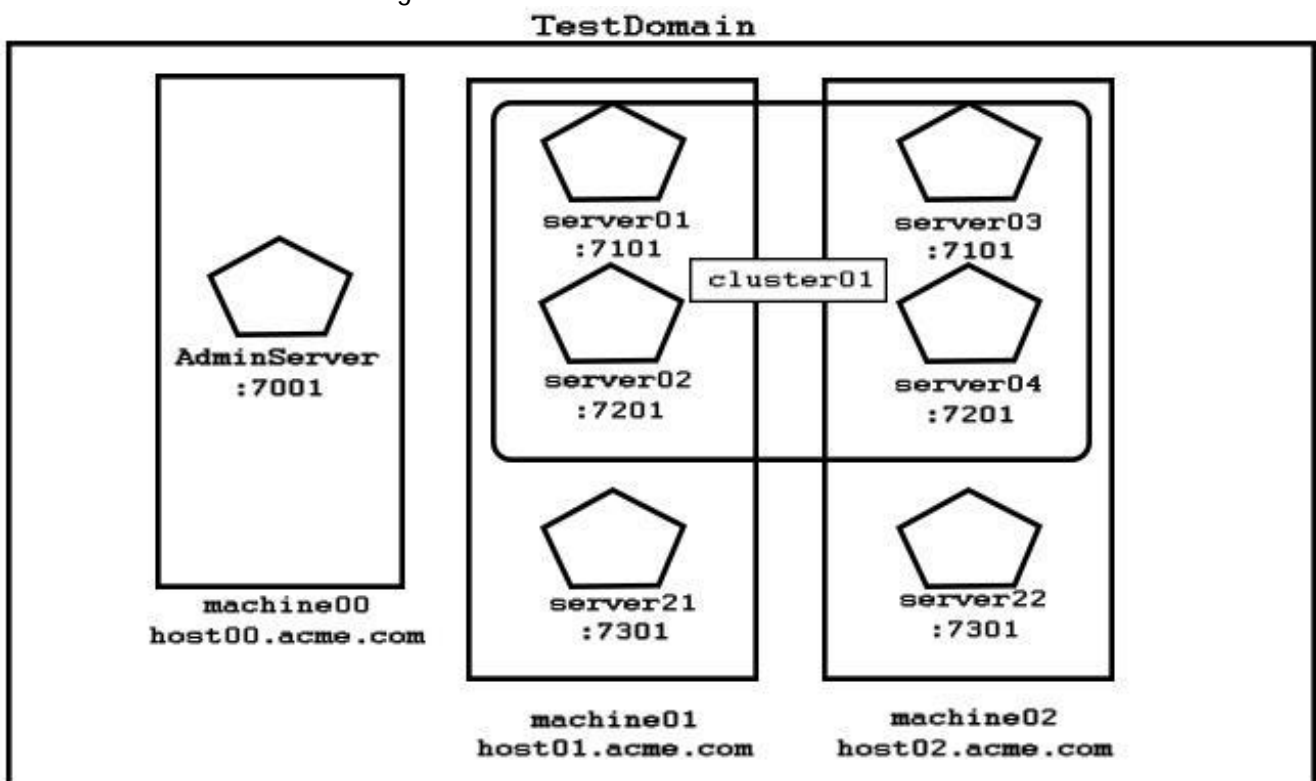 TestDomain
AdminServer
:7001
machine00
host00.acme.com
server01
:7101
server02
:7201
server21
:7301
machine01
host01.acme.com
cluster01
server03
:7101
server04
:7201
server22
:7301
machine02
host02.acme.com